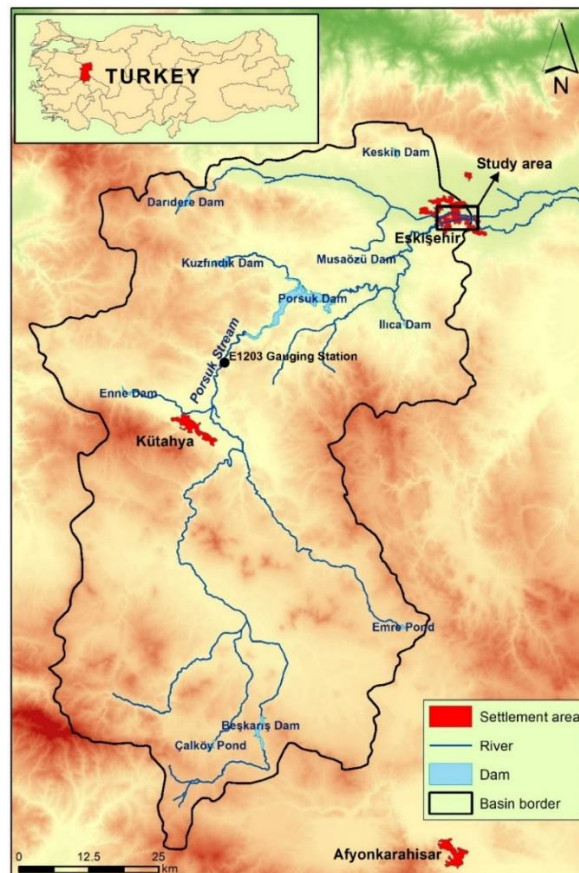 TURKEY
N
Keskin Dam
Study area
Darıdere Dam
Eskişehir
Kuzfındık Dam
Musaözü Dam
Porsuk Dam
Ilıca Dam
Porsuk Stream
E1203 Gauging Station
Enne Dam
Kütahya
Emre Pond
Beşkarış Dam
Çalköy Pond
Settlement area
River
Dam
Basin border
0 12.5 25
km
Afyonkarahisar